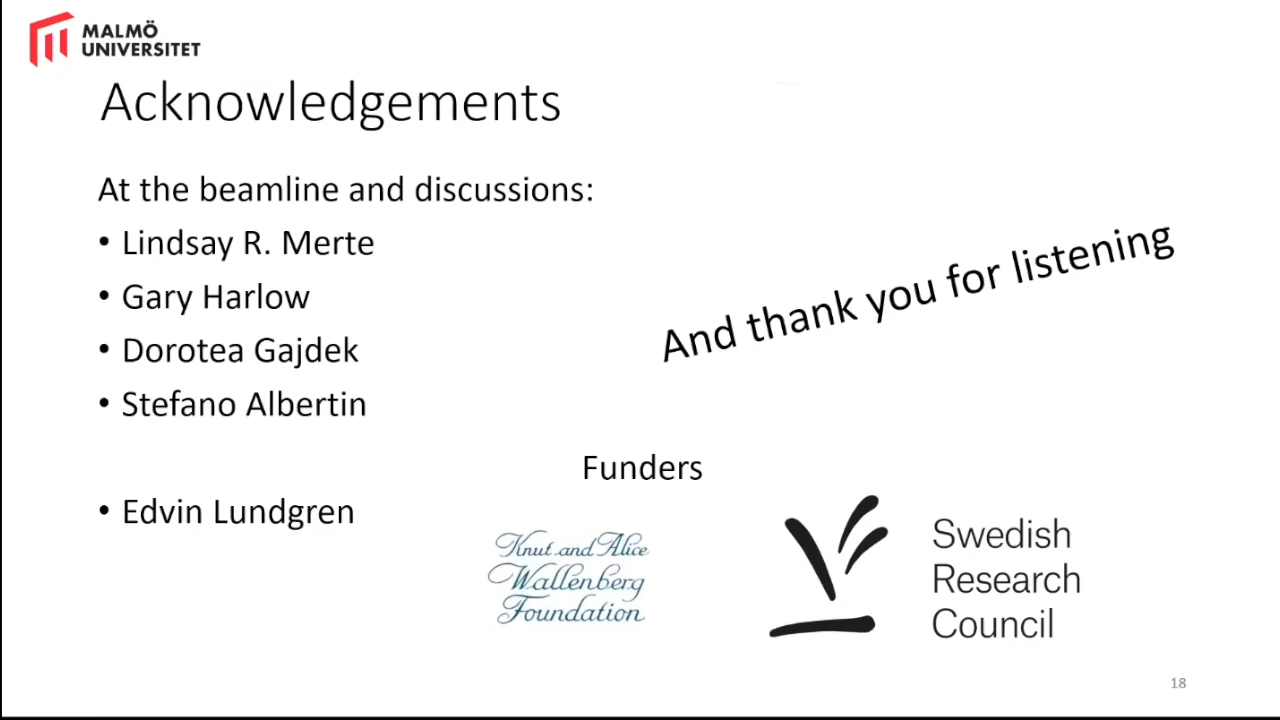 MALMÖ
UNIVERSITET
Acknowledgements
At the beamline and discussions:
• Lindsay R. Merte
• Gary Harlow
• Dorotea Gajdek
• Stefano Albertin
• Edvin Lundgren
And thank you for listening
Funders
Knut and Alice
Wallenberg
Foundation
Swedish
Research
Council
18